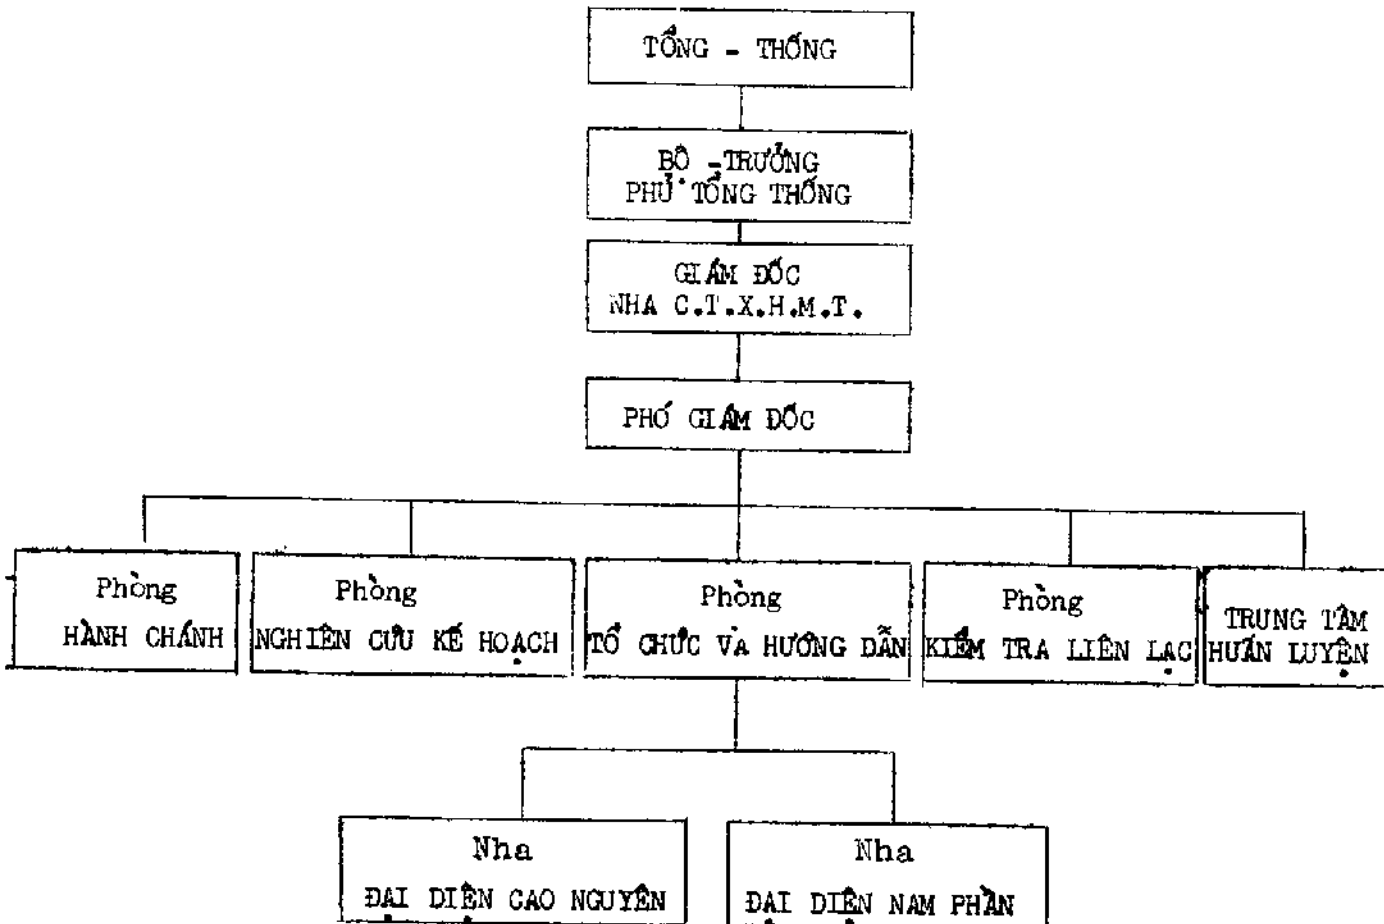 TỔNG - THỐNG
BỘ - TRƯỞNG
PHỦ TỔNG THỐNG
GIÁM ĐỐC
NHA C.T.X.H.M.T.
PHÓ GIÁM ĐỐC
Phòng
HÀNH CHÁNH
Phòng
NGHIÊN CỨU KẾ HOẠCH
Phòng
TỔ CHỨC VÀ HƯỚNG DẪN
Phòng
KIỂM TRA LIÊN LẠC
TRUNG TÂM
HUẤN LUYỆN
Nha
ĐẠI DIỆN CAO NGUYÊN
Nha
ĐẠI DIỆN NAM PHẦN